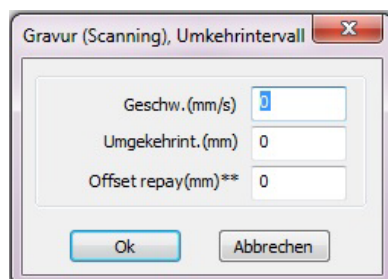 Gravur (Scanning), Umkehrintervall
Geschw.(mm/s) 0
Umgekehrint.(mm) 0
Offset repay(mm)** 0
Ok Abbrechen